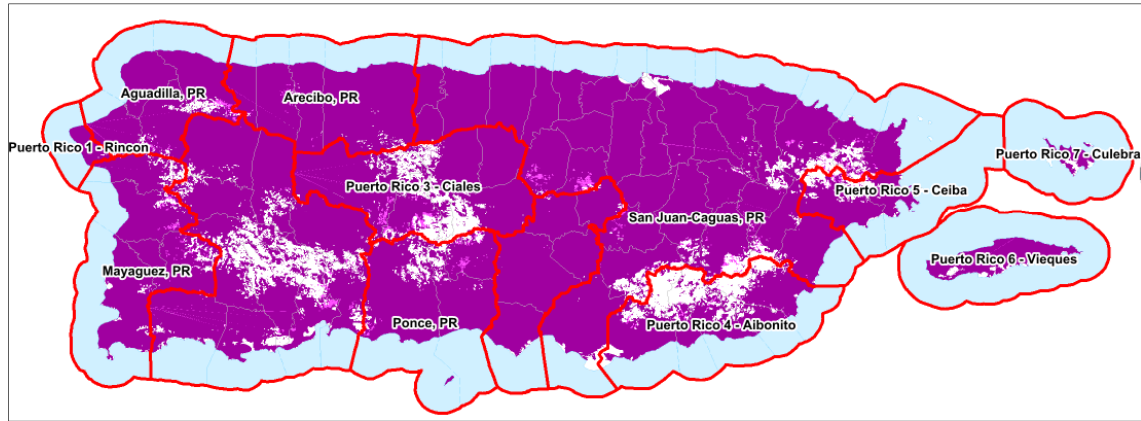 Aguadilla, PR
Arecibo, PR
Puerto Rico 1 - Rincon
Puerto Rico 7 - Culebra
Puerto Rico 3 - Ciales
Puerto Rico 5 - Ceiba
San Juan-Caguas, PR
Mayaguez, PR
Puerto Rico 6 - Vieques
Ponce, PR
Puerto Rico 4 - Aibonito